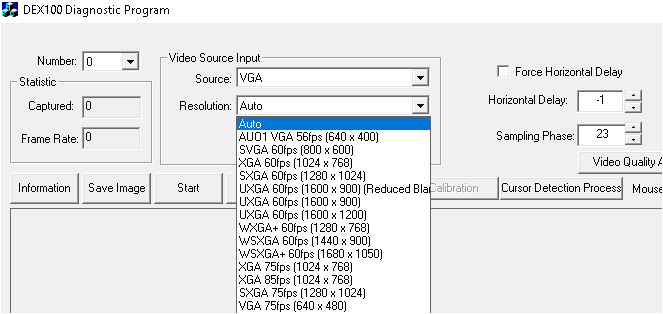 DEX100 Diagnostic Program
Number: 0
Video Source Input
Statistic
Source: VGA
Force Horizontal Delay
Captured: 0
Resolution: Auto
Horizontal Delay: -1
Frame Rate: 0
Sampling Phase: 23
Video Quality A
Information Save Image Start Calibration Cursor Detection Process Mouse
Auto
AUO1 VGA 56fps (640 x 400)
SVGA 60fps (800 x 600)
XGA 60fps (1024 x 768)
SXGA 60fps (1280 x 1024)
UXGA 60fps (1600 x 900) (Reduced Blar
UXGA 60fps (1600 x 900)
UXGA 60fps (1600 x 1200)
WXGA+ 60fps (1280 x 768)
WSXGA 60fps (1440 x 900)
WSXGA+ 60fps (1680 x 1050)
XGA 75fps (1024 x 768)
XGA 85fps (1024 x 768)
SXGA 75fps (1280 x 1024)
VGA 75fps (640 x 480)